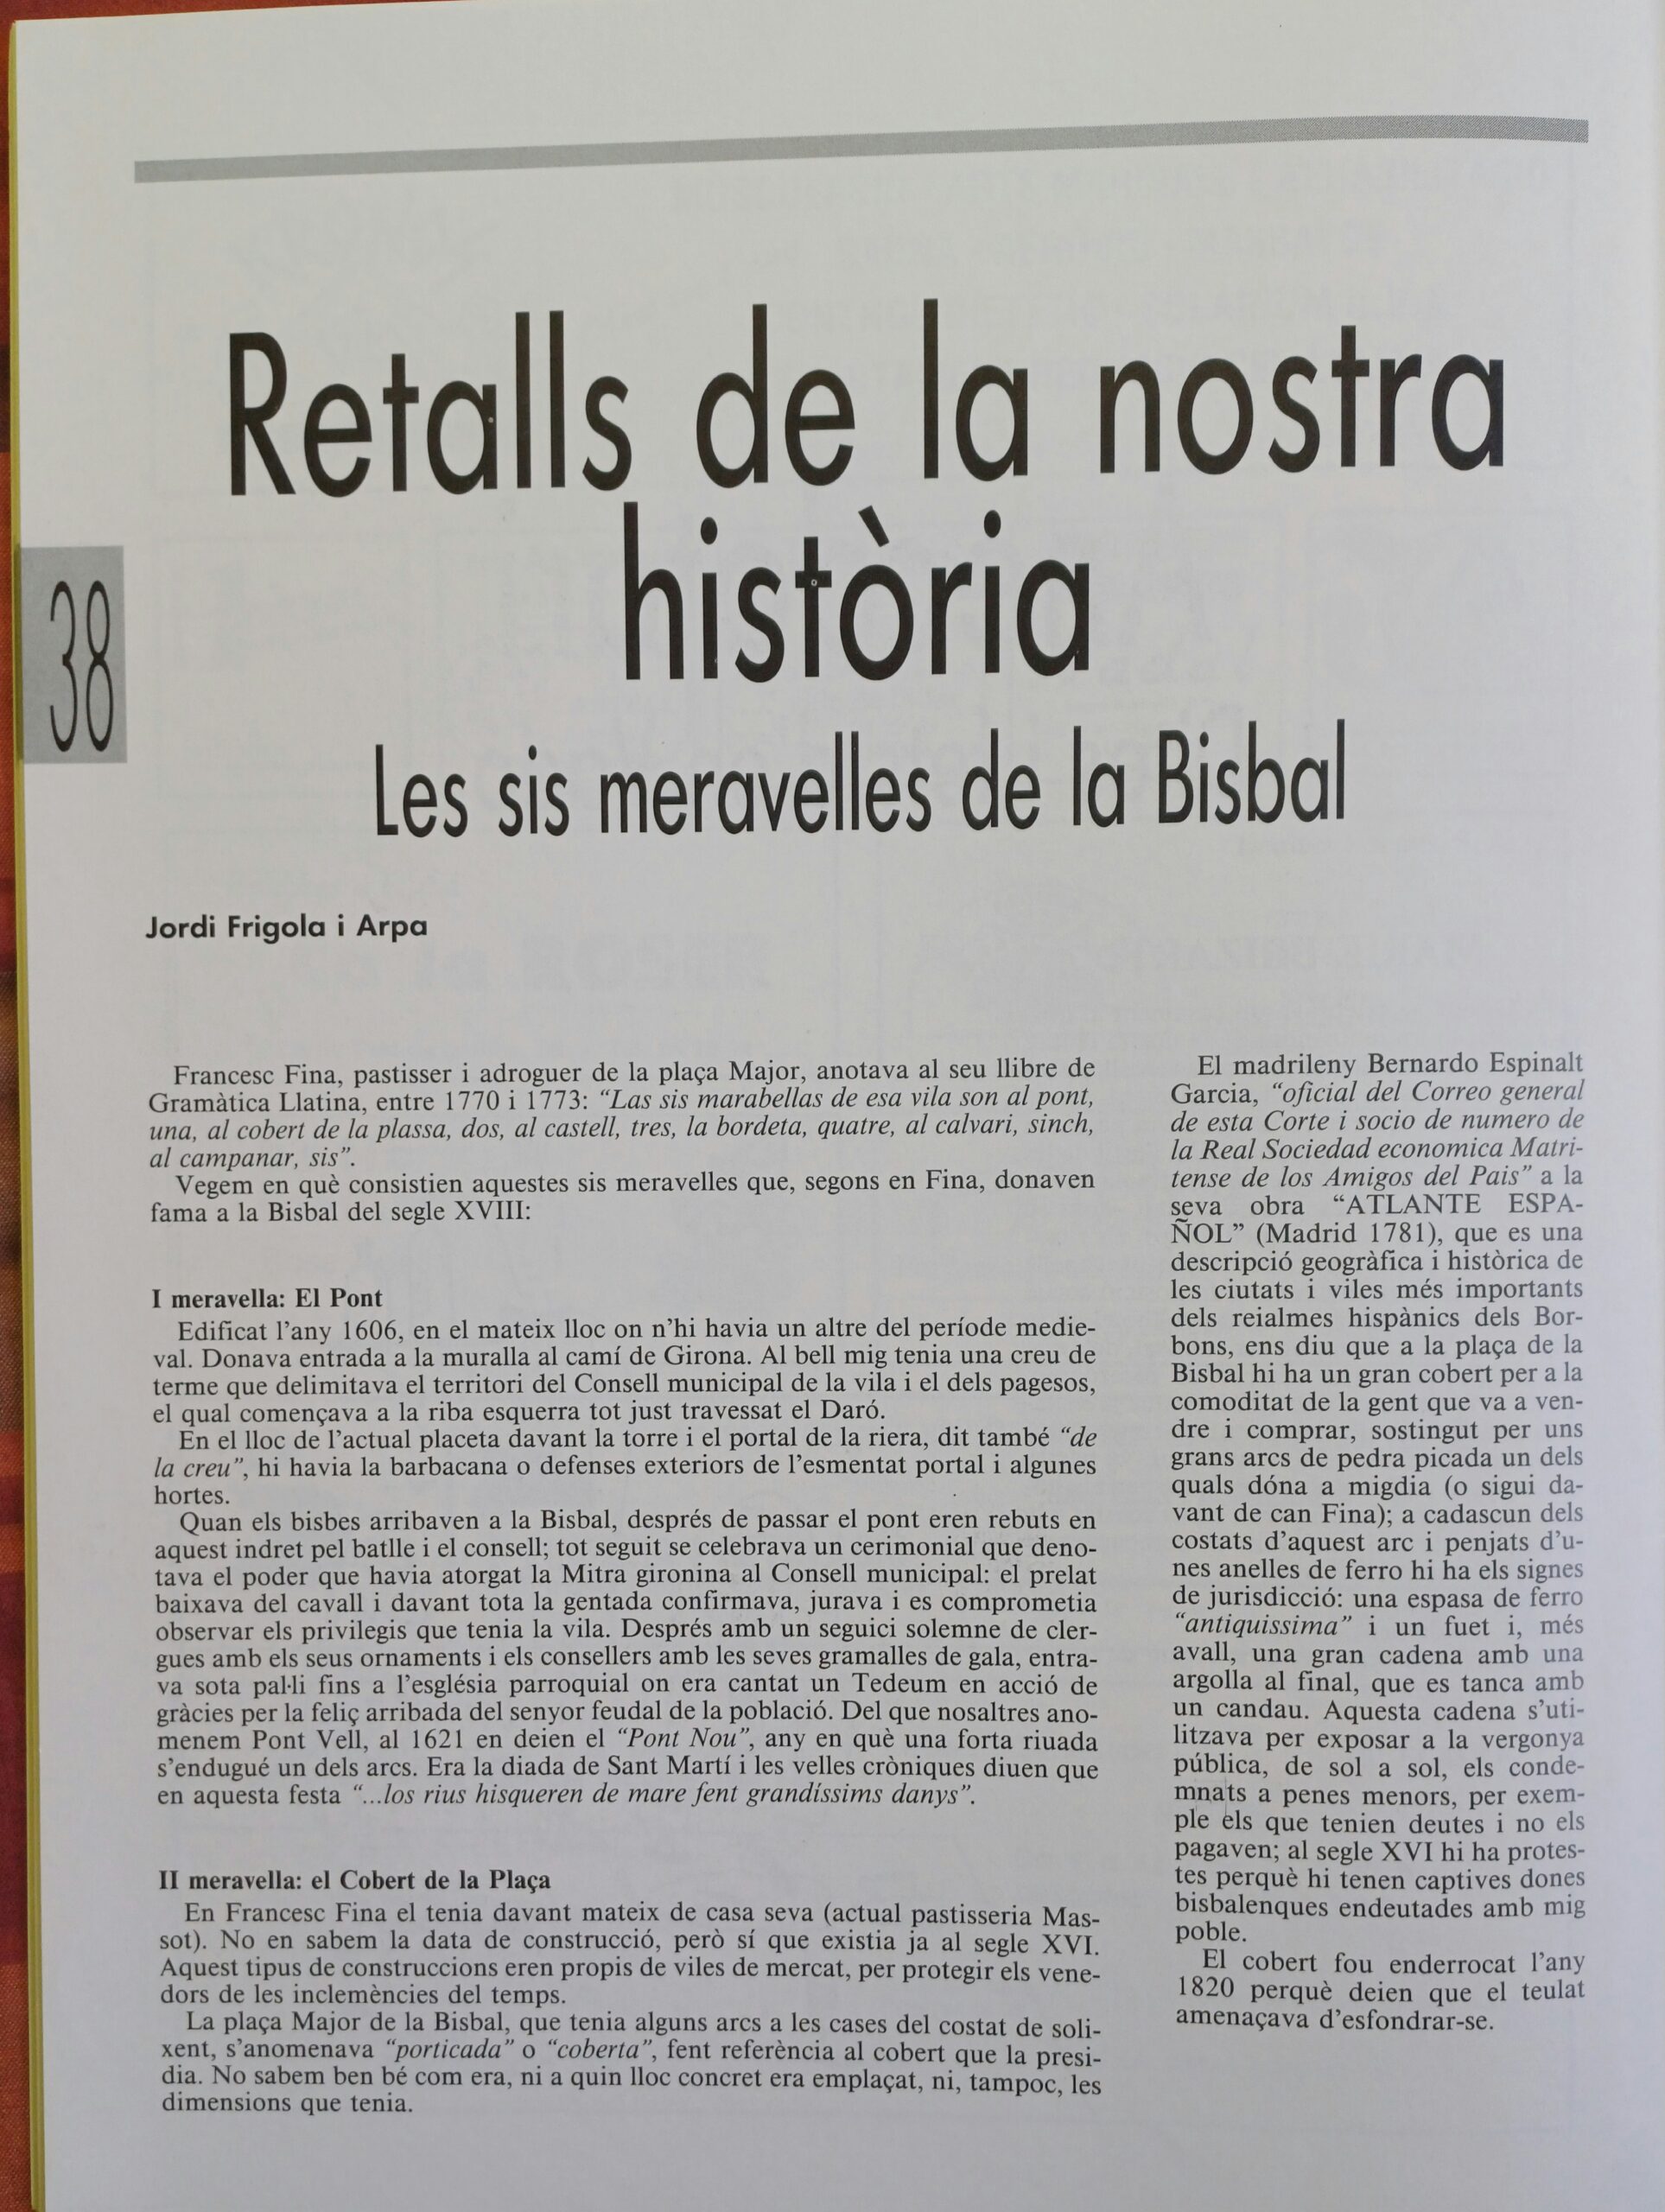 Retalls de la nostra
història
38
Les sis meravelles de la Bisbal
Jordi Frigola i Arpa
Francesc Fina, pastisser i adroguer de la plaça Major, anotava al seu llibre de
Gramàtica Llatina, entre 1770 i 1773: “Las sis marabellas de esa vila son al pont,
una, al cobert de la plassa, dos, al castell, tres, la bordeta, quatre, al calvari, sinch,
al campanar, sis”.
Vegem en què consistien aquestes sis meravelles que, segons en Fina, donaven
fama a la Bisbal del segle XVIII:
I meravella: El Pont
Edificat l’any 1606, en el mateix lloc on n’hi havia un altre del període medie-
val. Donava entrada a la muralla al camí de Girona. Al bell mig tenia una creu de
terme que delimitava el territori del Consell municipal de la vila i el dels pagesos,
el qual començava a la riba esquerra tot just travessat el Daró.
En el lloc de l’actual placeta davant la torre i el portal de la riera, dit també “de
la creu”, hi havia la barbacana o defenses exteriors de l’esmentat portal i algunes
hortes.
Quan els bisbes arribaven a la Bisbal, després de passar el pont eren rebuts en
aquest indret pel batlle i el consell; tot seguit se celebrava un cerimonial que deno-
tava el poder que havia atorgat la Mitra gironina al Consell municipal: el prelat
baixava del cavall i davant tota la gentada confirmava, jurava i es comprometia
observar els privilegis que tenia la vila. Després amb un seguici solemne de cler-
gues amb els seus ornaments i els consellers amb les seves gramalles de gala, entra-
va sota pal·li fins a l’església parroquial on era cantat un Tedeum en acció de
gràcies per la feliç arribada del senyor feudal de la població. Del que nosaltres ano-
menem Pont Vell, al 1621 en deien el “Pont Nou”, any en què una forta riuada
s’endugué un dels arcs. Era la diada de Sant Martí i les velles cròniques diuen que
en aquesta festa “...los rius hisqueren de mare fent grandíssims danys”.
II meravella: el Cobert de la Plaça
En Francesc Fina el tenia davant mateix de casa seva (actual pastisseria Mas-
sot). No en sabem la data de construcció, però sí que existia ja al segle XVI.
Aquest tipus de construccions eren propis de viles de mercat, per protegir els vene-
dors de les inclemències del temps.
La plaça Major de la Bisbal, que tenia alguns arcs a les cases del costat de soli-
xent, s’anomenava “porticada” o “coberta”, fent referència al cobert que la presi-
dia. No sabem ben bé com era, ni a quin lloc concret era emplaçat, ni, tampoc, les
dimensions que tenia.
El madrileny Bernardo Espinalt
Garcia, “oficial del Correo general
de esta Corte i socio de numero de
la Real Sociedad economica Matri-
tense de los Amigos del Pais” a la
seva obra “ATLANTE ESPA-
ÑOL” (Madrid 1781), que es una
descripció geogràfica i històrica de
les ciutats i viles més importants
dels reialmes hispànics dels Bor-
bons, ens diu que a la plaça de la
Bisbal hi ha un gran cobert per a la
comoditat de la gent que va a ven-
dre i comprar, sostingut per uns
grans arcs de pedra picada un dels
quals dóna a migdia (o sigui da-
vant de can Fina); a cadascun dels
costats d’aquest arc i penjats d’u-
nes anelles de ferro hi ha els signes
de jurisdicció: una espasa de ferro
“antiquissima” i un fuet i, més
avall, una gran cadena amb una
argolla al final, que es tanca amb
un candau. Aquesta cadena s’uti-
litzava per exposar a la vergonya
pública, de sol a sol, els conde-
mnats a penes menors, per exem-
ple els que tenien deutes i no els
pagaven; al segle XVI hi ha protes-
tes perquè hi tenen captives dones
bisbalenques endeutades amb mig
poble.
El cobert fou enderrocat l’any
1820 perquè deien que el teulat
amenaçava d’esfondrar-se.